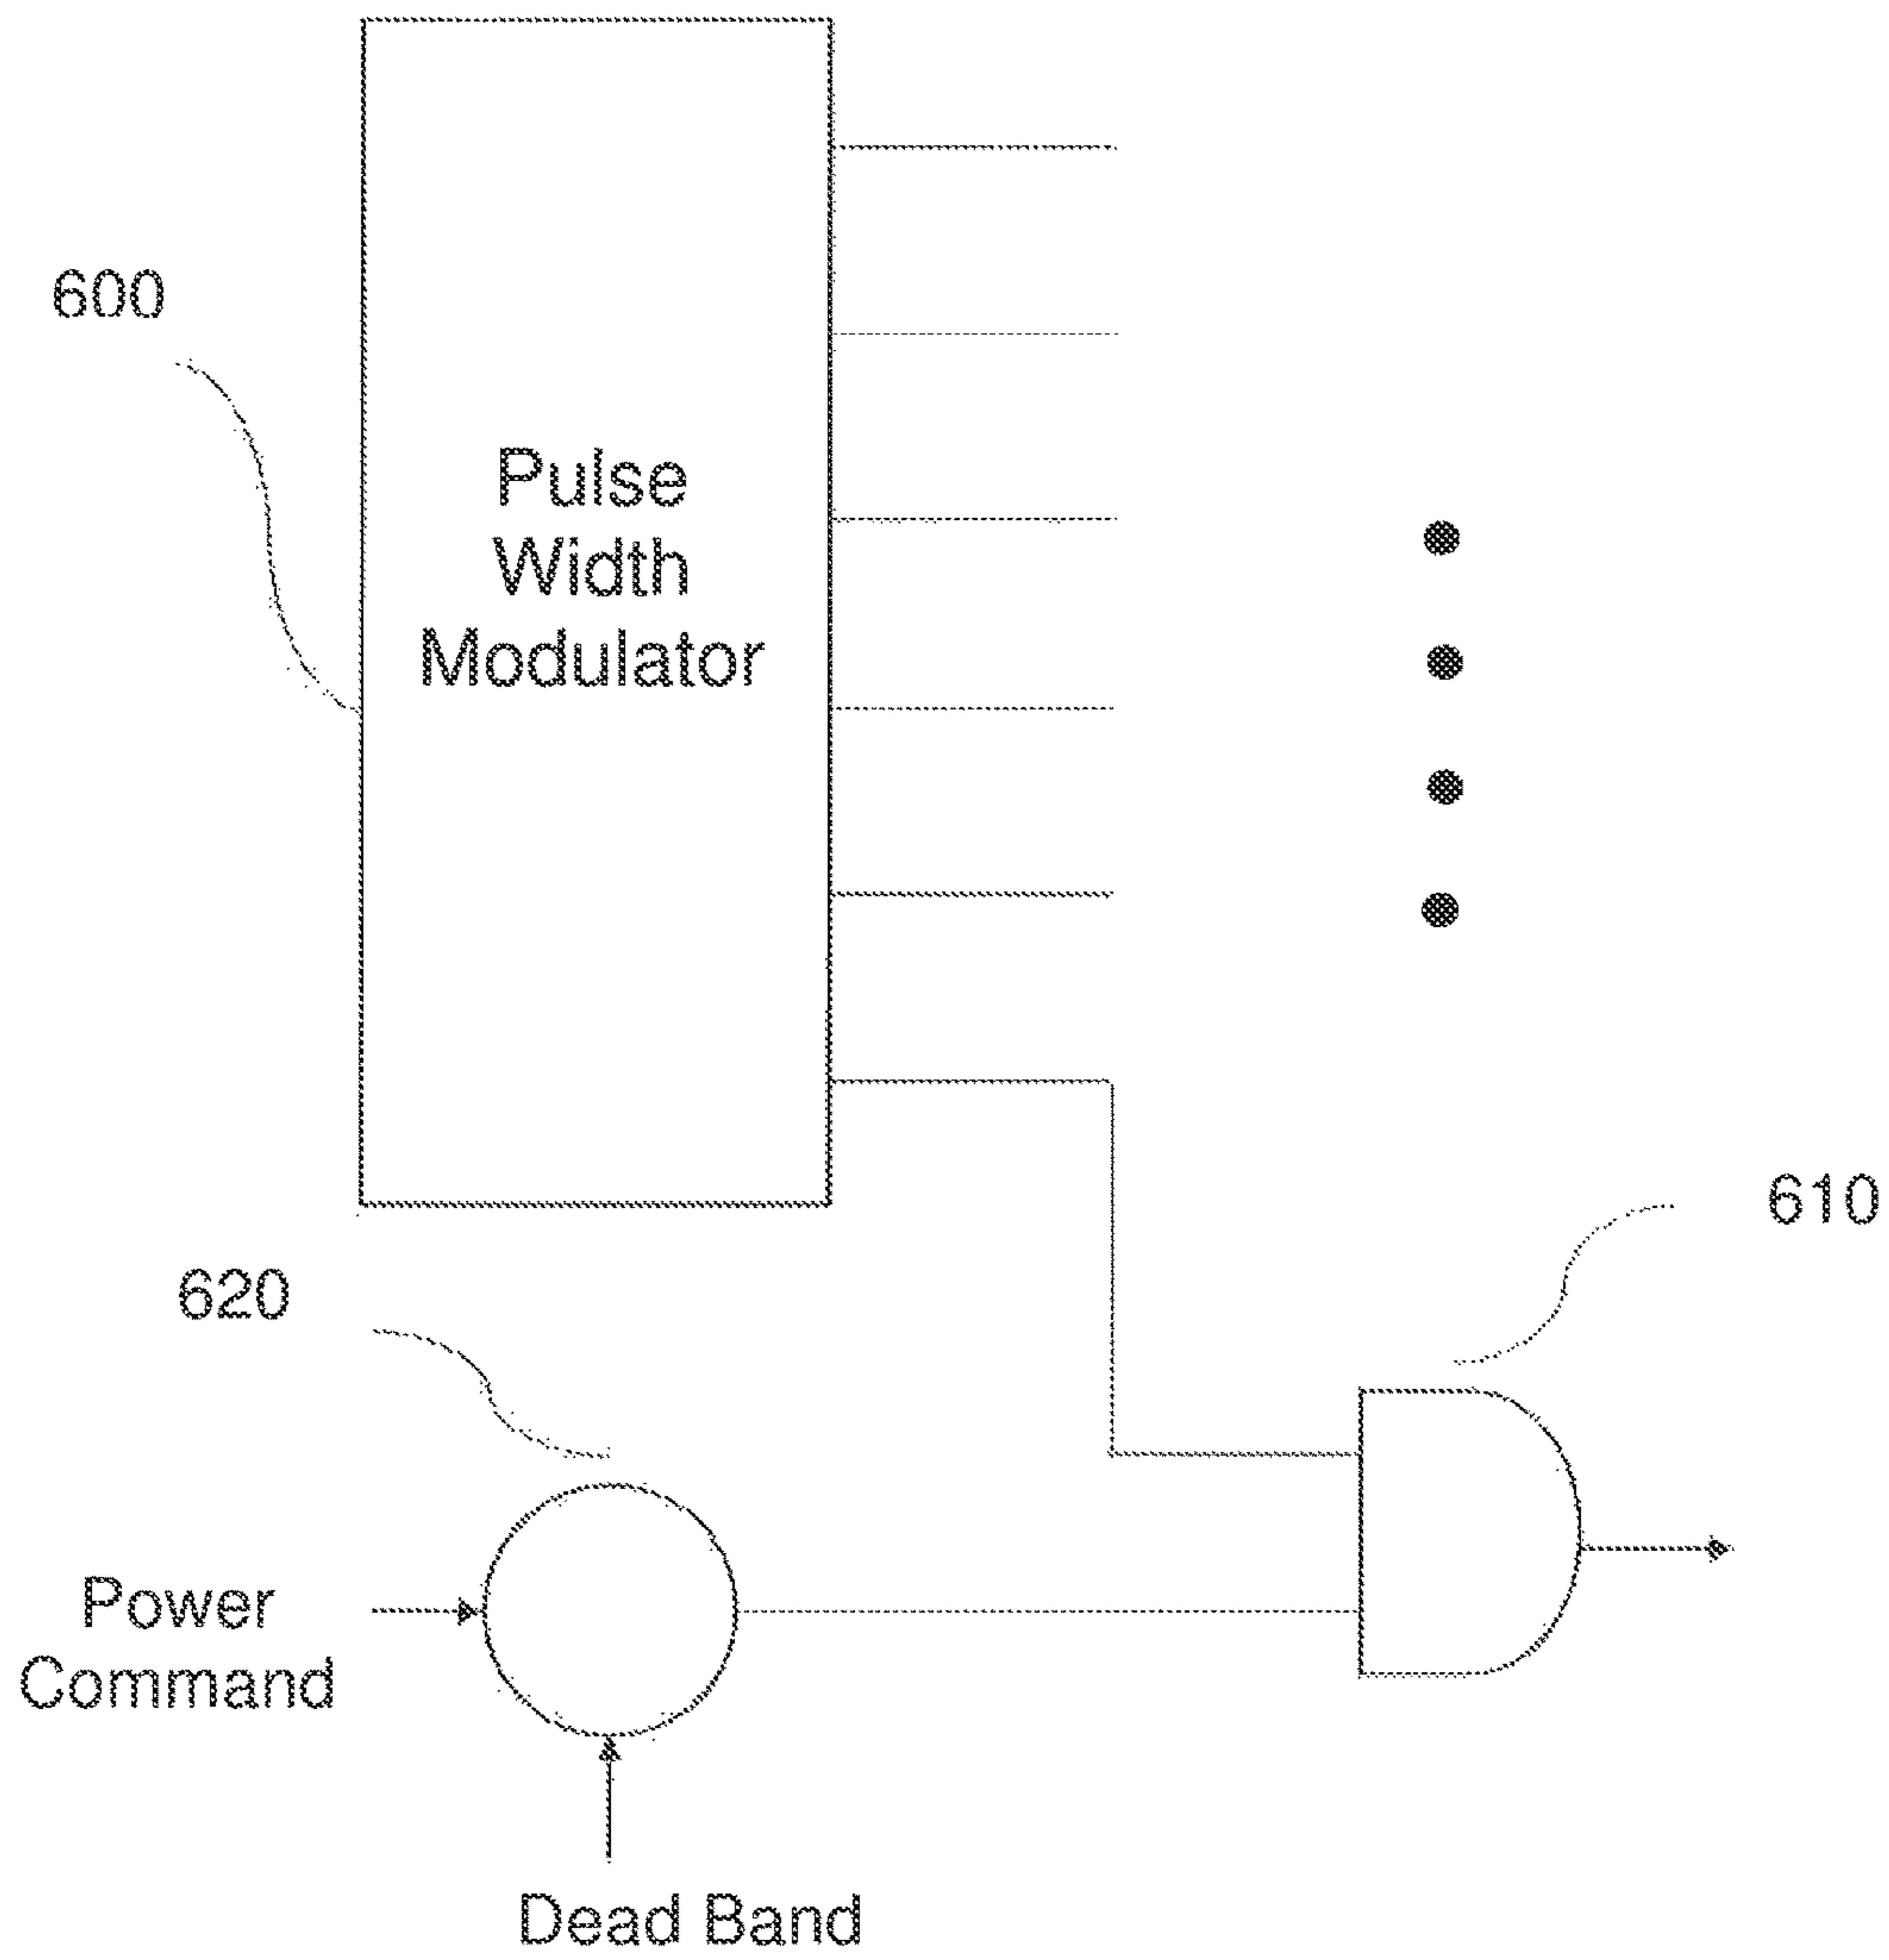 600
Pulse
Width
Modulator
610
620
Power
Command
Dead Band